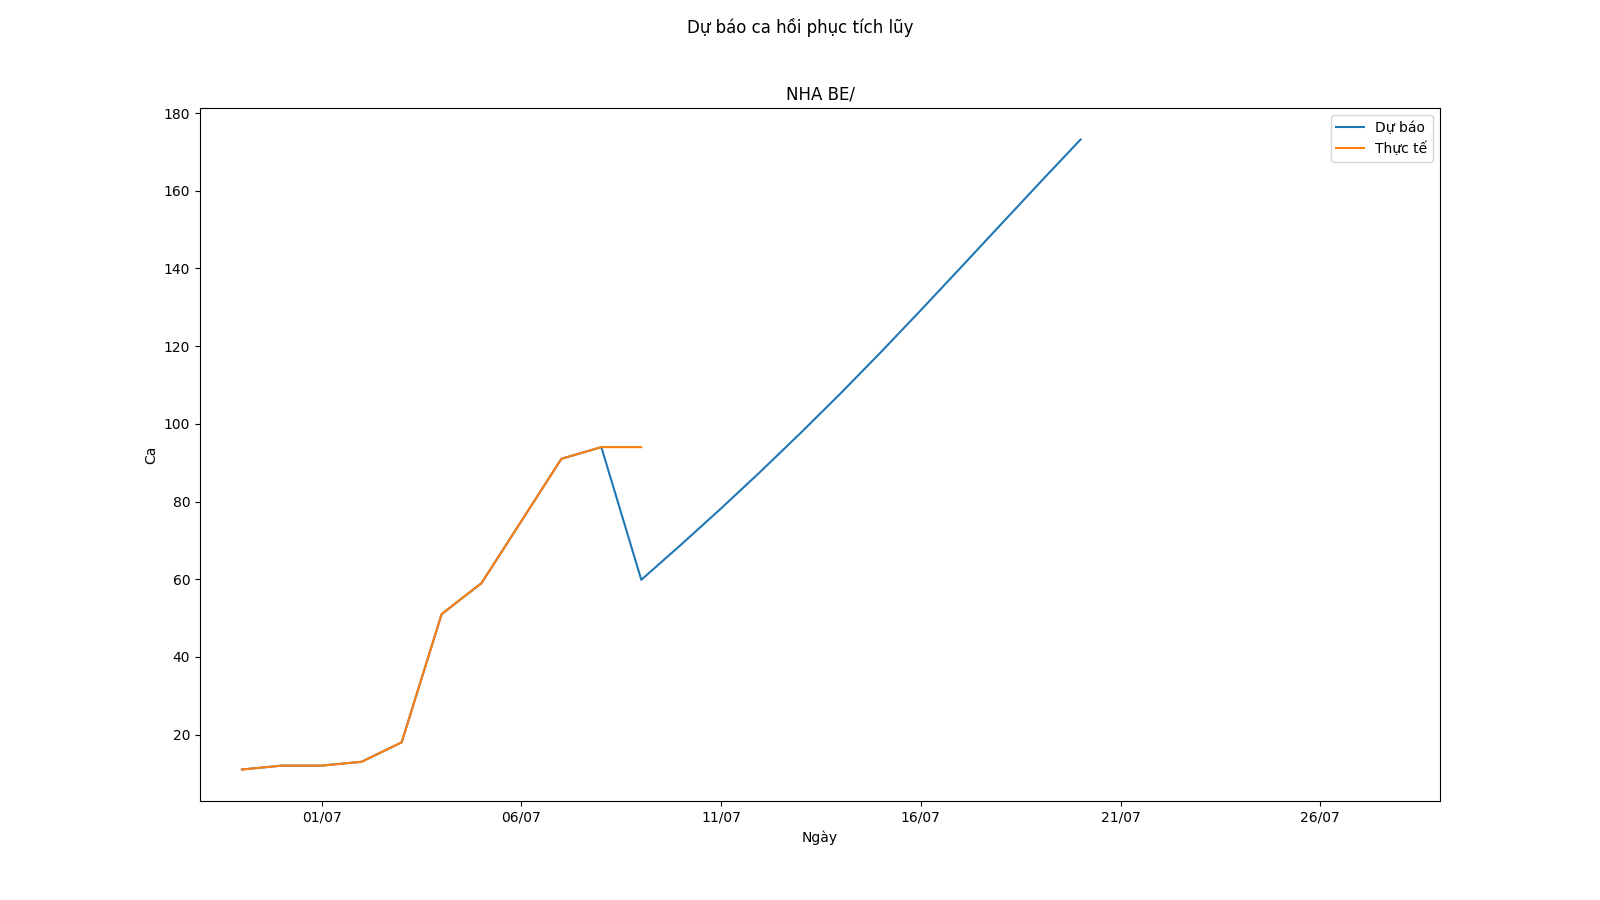 Dự báo ca hồi phục tích lũy
NHA BE/
180
160
140
120
100
80
60
40
20
Ca
Dự báo
Thực tế
01/07
06/07
11/07
16/07
21/07
26/07
Ngày